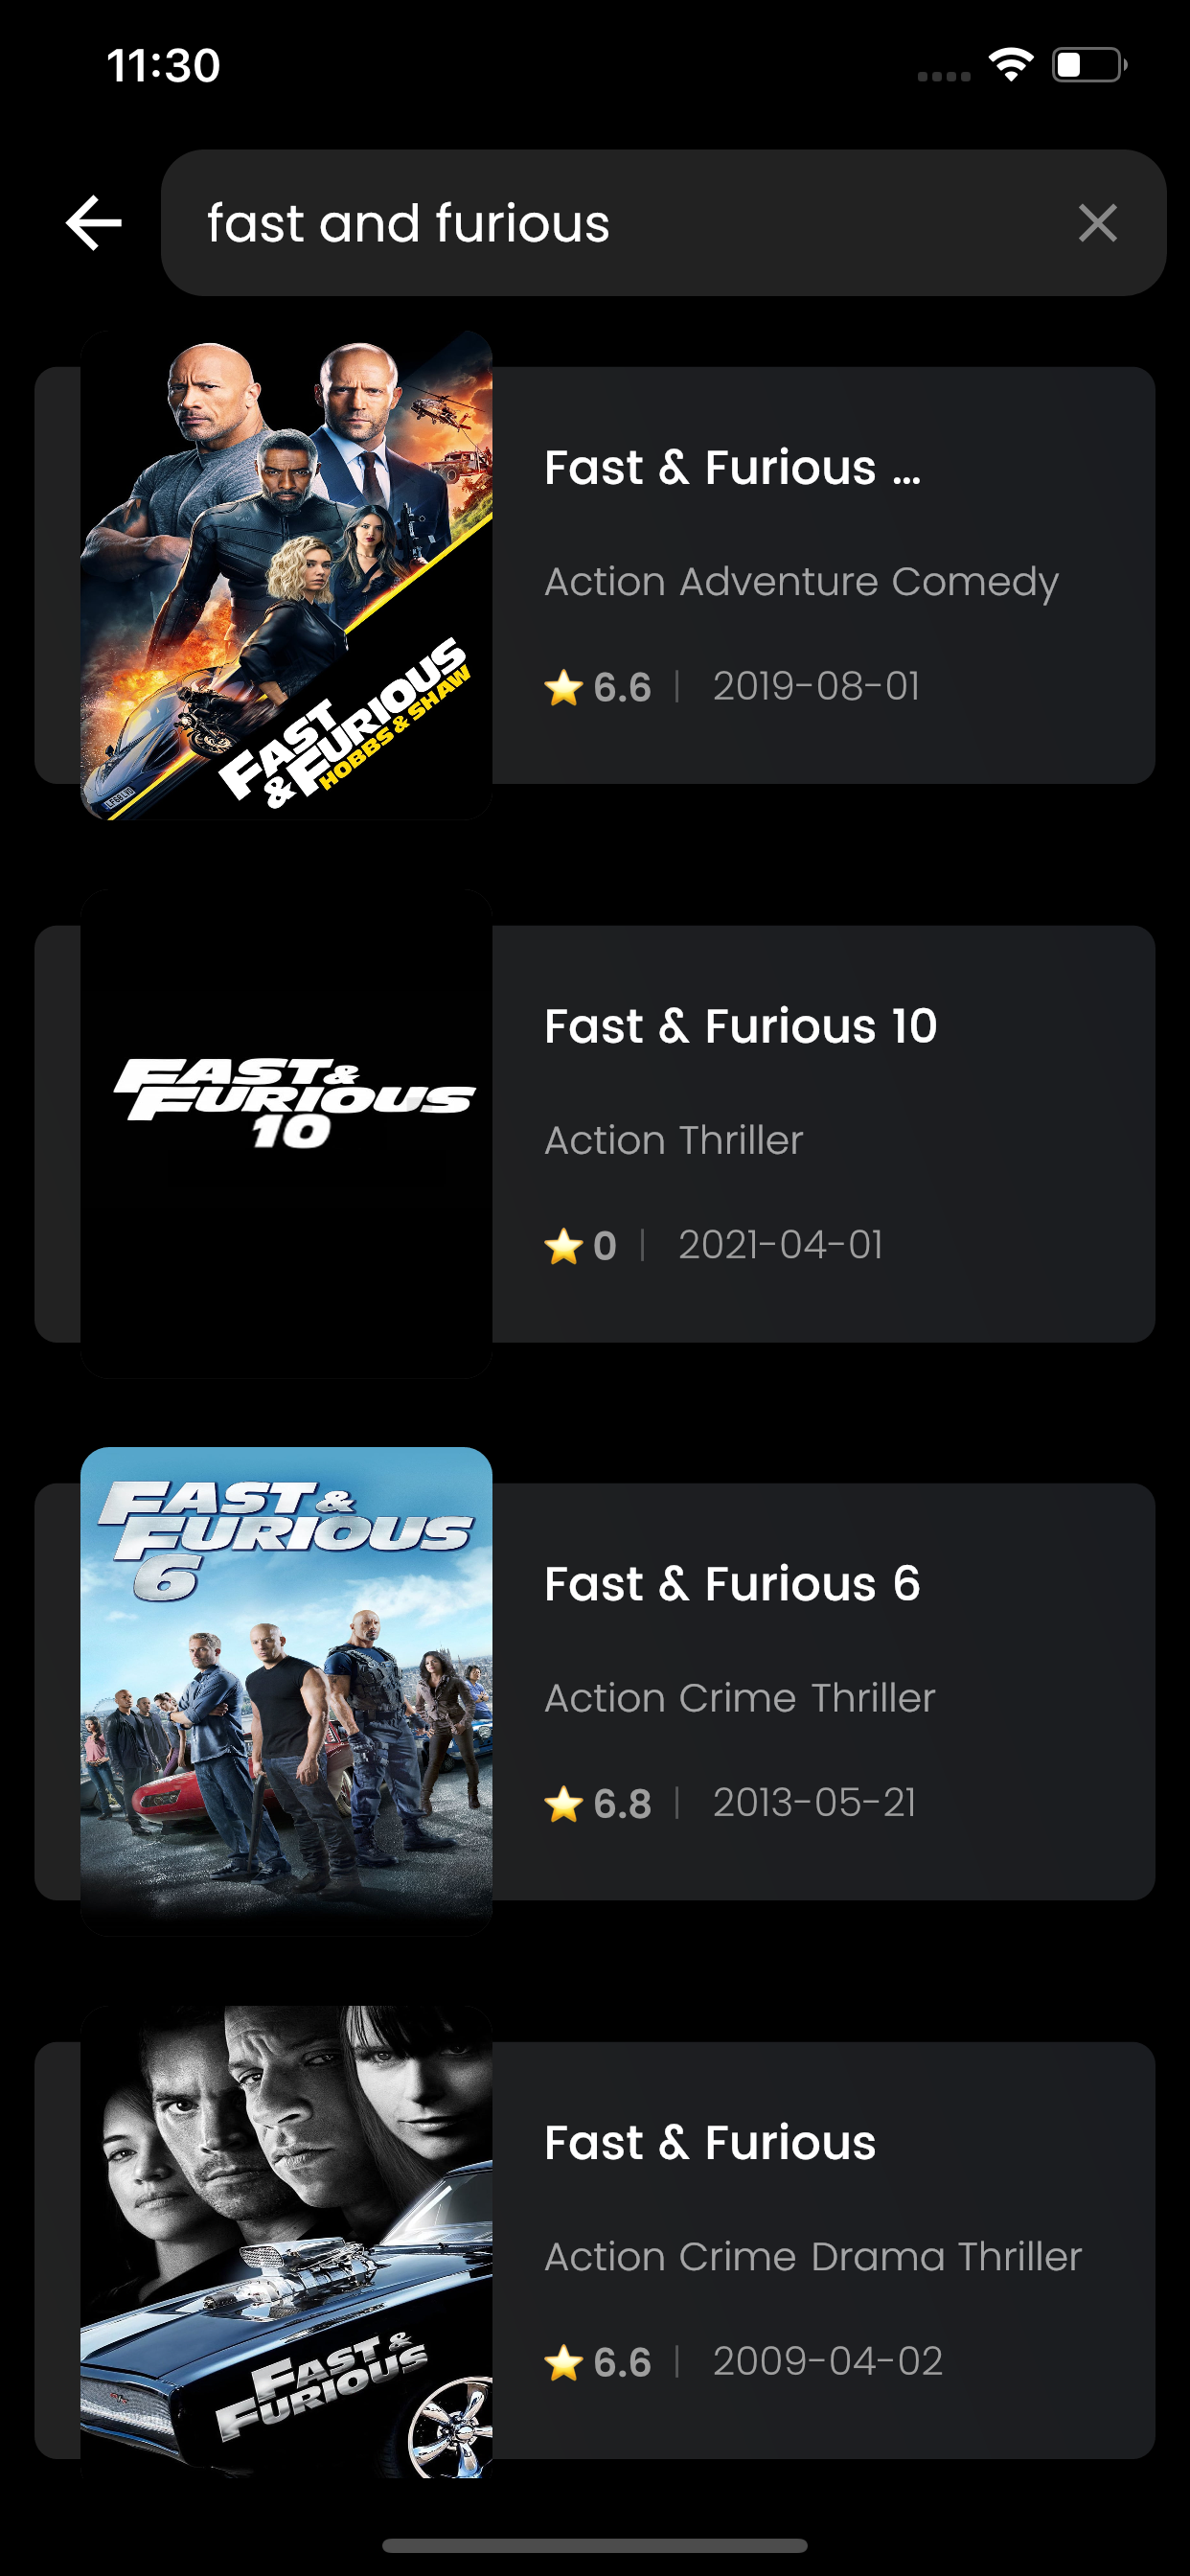 11:30
fast and furious
FAST
& FURIOUS
HOBBS & SHAW
Fast & Furious ...
Action Adventure Comedy
6.6 | 2019-08-01
FAST &
FURIOUS
10
Fast & Furious 10
Action Thriller
0 | 2021-04-01
FAST &
FURIOUS
6
Fast & Furious 6
Action Crime Thriller
6.8 | 2013-05-21
FAST &
FURIOUS
Fast & Furious
Action Crime Drama Thriller
6.6 | 2009-04-02